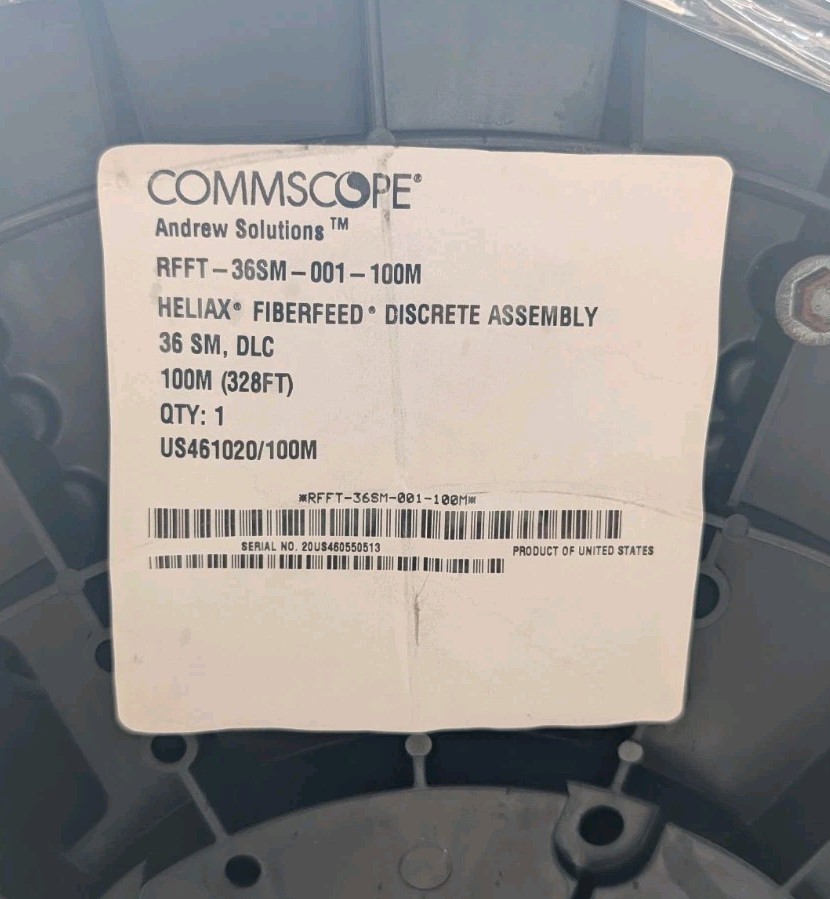 COMMSCOPE®
Andrew Solutions™
RFFT-36SM-001-100M
HELIAX® FIBERFEED® DISCRETE ASSEMBLY
36 SM, DLC
100M (328FT)
QTY: 1
US461020/100M
*RFFT-36SM-001-100M*
SERIAL NO. 20US460550513
PRODUCT OF UNITED STATES